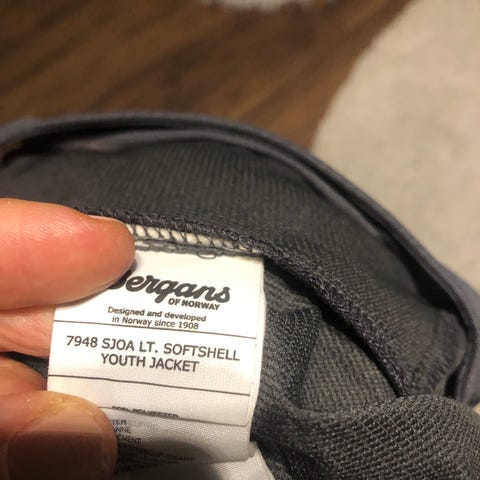 Bergans
OF NORWAY
Designed and developed
in Norway since 1908
7948 SJOA LT. SOFTSHELL
YOUTH JACKET